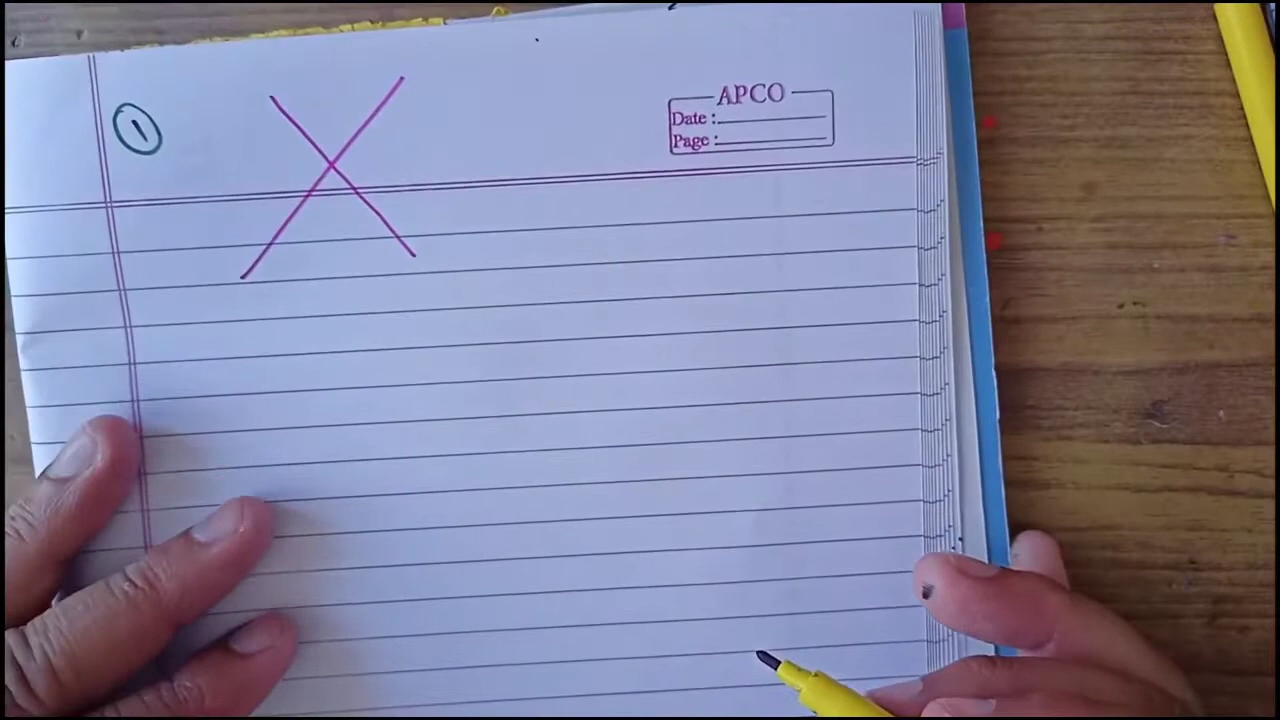 1
X
APCO
Date :
Page :